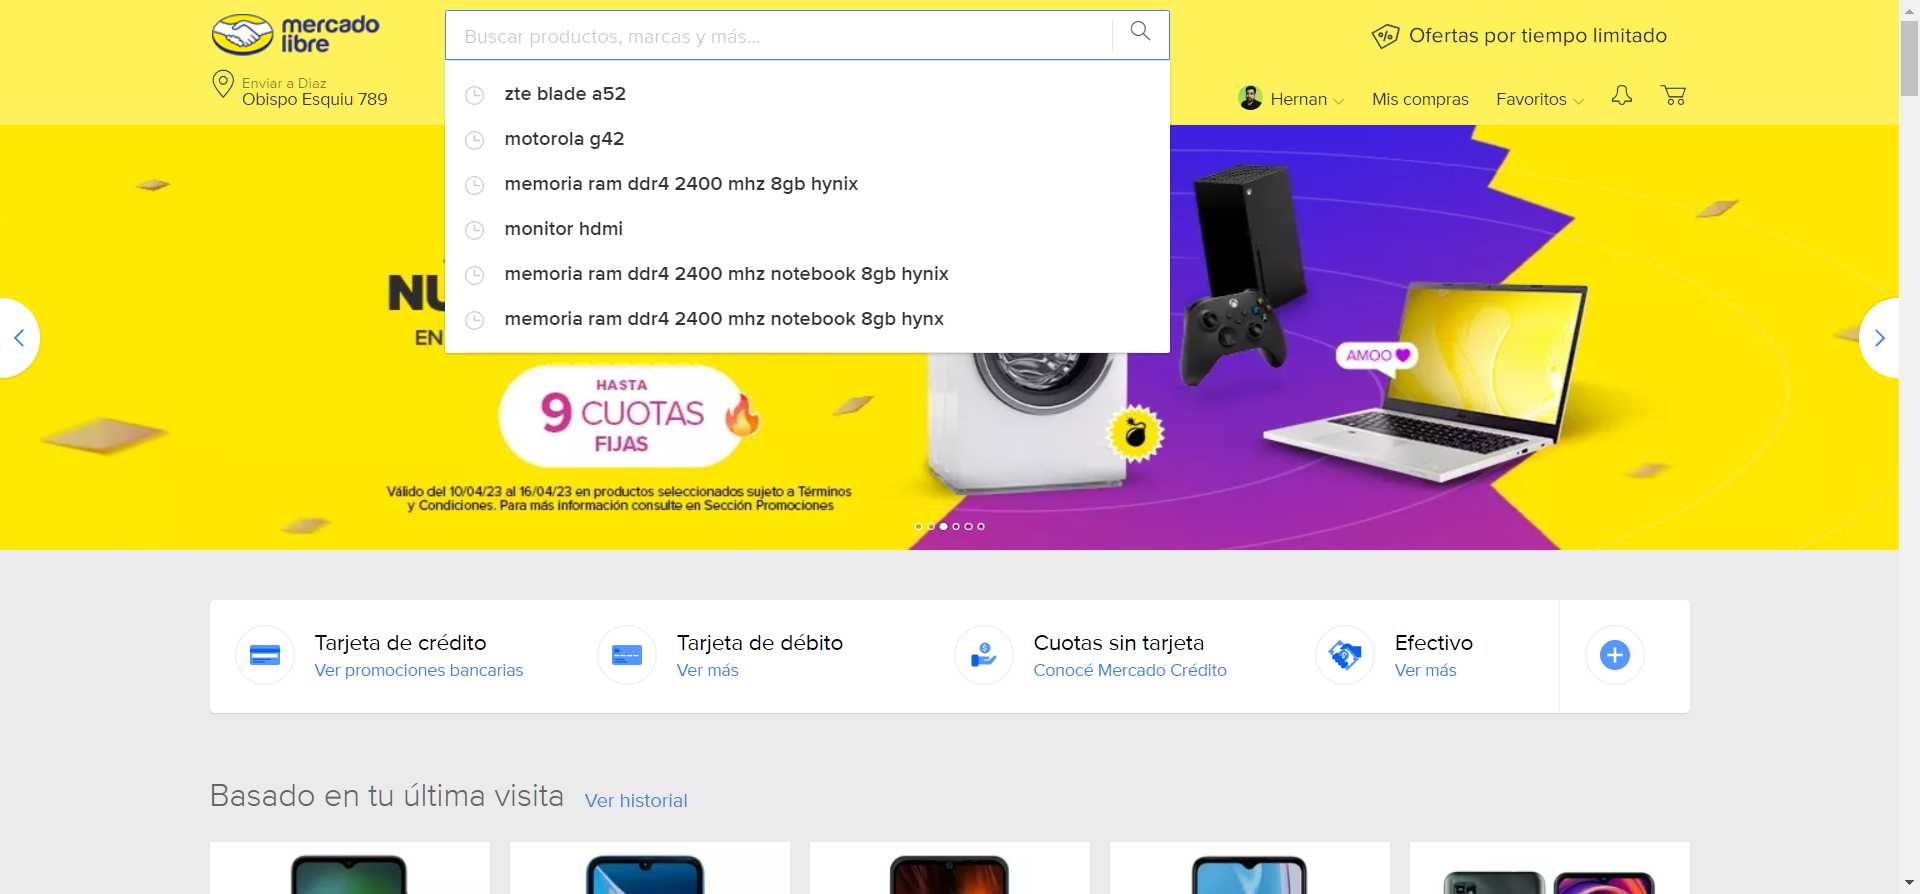 mercado
libre
Buscar productos, marcas y más...
Ofertas por tiempo limitado
Enviar a Diaz
Obispo Esquiu 789
Hernan
Mis compras
Favoritos
zte blade a52
motorola g42
memoria ram ddr4 2400 mhz 8gb hynix
monitor hdmi
memoria ram ddr4 2400 mhz notebook 8gb hynix
memoria ram ddr4 2400 mhz notebook 8gb hynx
EN
AMOO
HASTA
9 CUOTAS
FIJAS
Válido del 10/04/23 al 16/04/23 en productos seleccionados sujeto a Términos
y Condiciones. Para más información consulte en Sección Promociones
Tarjeta de crédito
Ver promociones bancarias
Tarjeta de débito
Ver más
Cuotas sin tarjeta
Conocé Mercado Crédito
Efectivo
Ver más
Basado en tu última visita
Ver historial